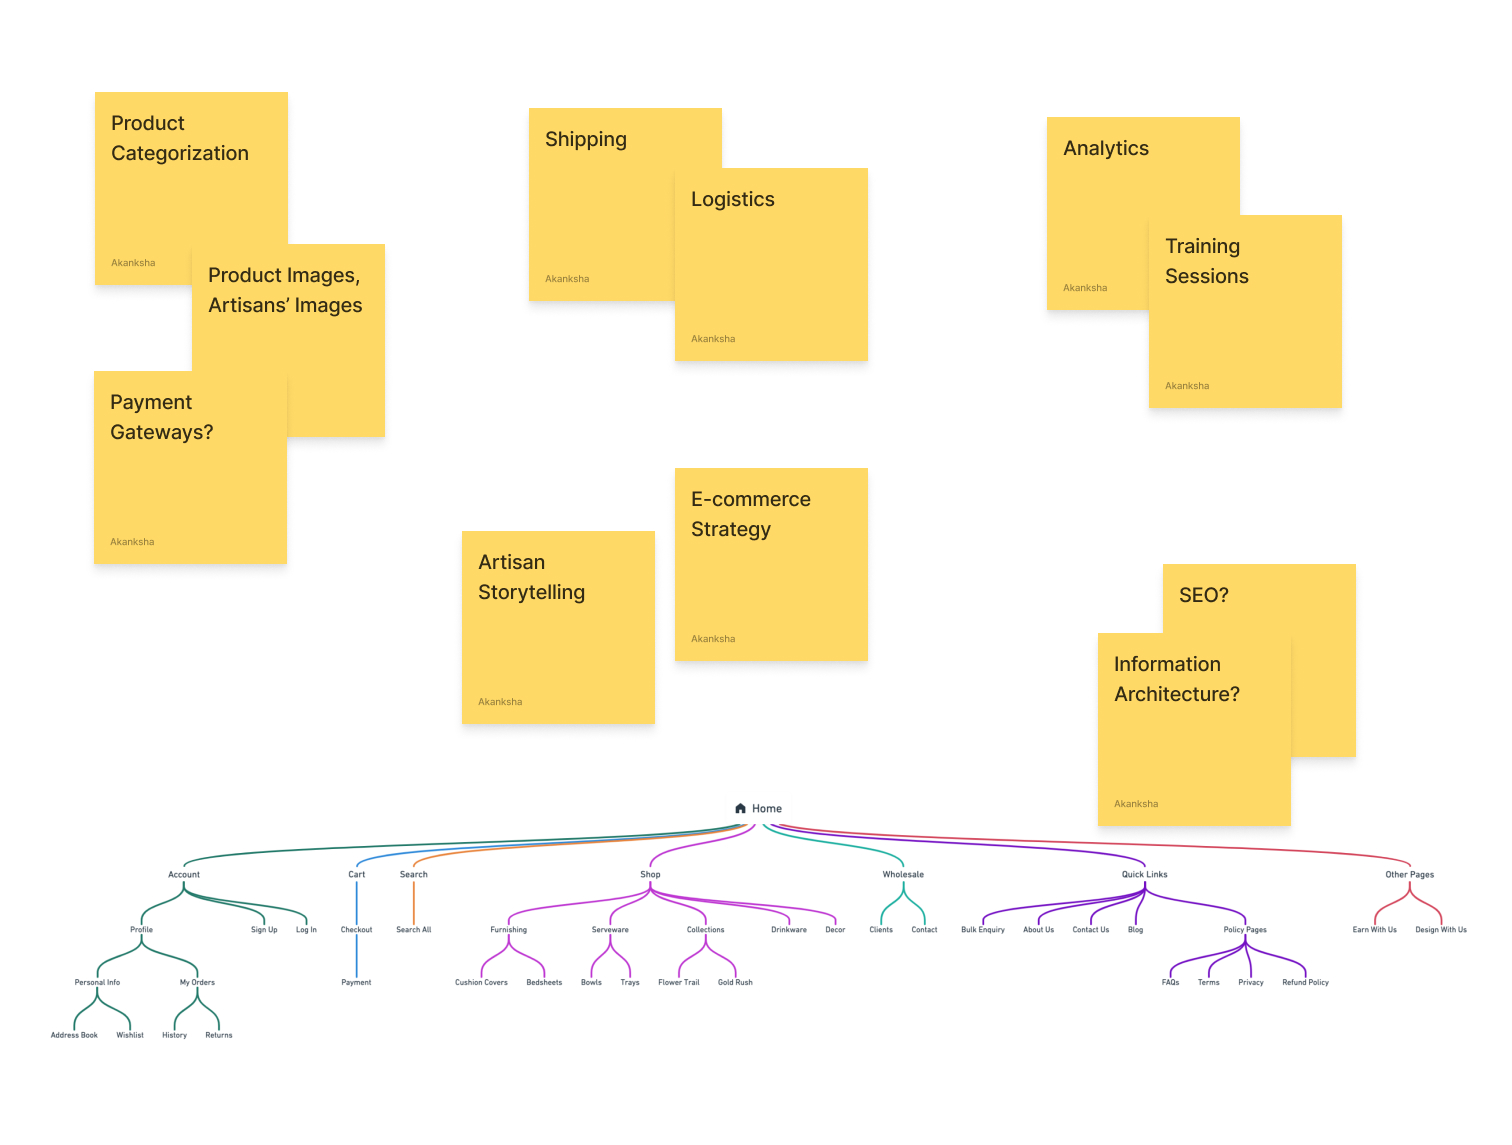 Product
Categorization
Akanksha
Product Images,
Artisans’ Images
Payment
Gateways?
Akanksha
Shipping
Akanksha
Logistics
Akanksha
Analytics
Akanksha
Training
Sessions
Akanksha
Artisan
Storytelling
Akanksha
E-commerce
Strategy
Akanksha
SEO?
Information
Architecture?
Akanksha
Home
Account
Cart
Search
Shop
Wholesale
Quick Links
Other Pages
Profile
Sign Up
Log In
Checkout
Search All
Furnishing
Serveware
Collections
Drinkware
Decor
Clients
Contact
Bulk Enquiry
About Us
Contact Us
Blog
Policy Pages
Earn With Us
Design With Us
Personal Info
My Orders
Payment
Cushion Covers
Bedsheets
Bowls
Trays
Flower Trail
Gold Rush
FAQs
Terms
Privacy
Refund Policy
Address Book
Wishlist
History
Returns